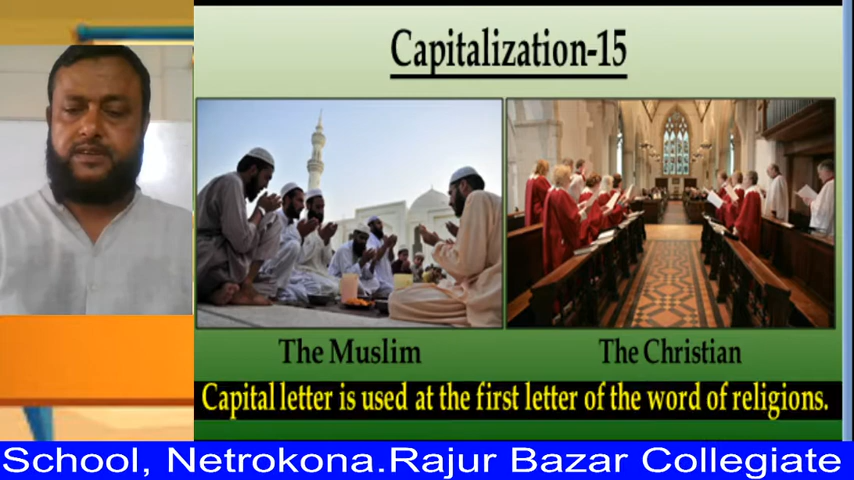 Capitalization-15
The Muslim
The Christian
Capital letter is used at the first letter of the word of religions.
School, Netrokona.Rajur Bazar Collegiate